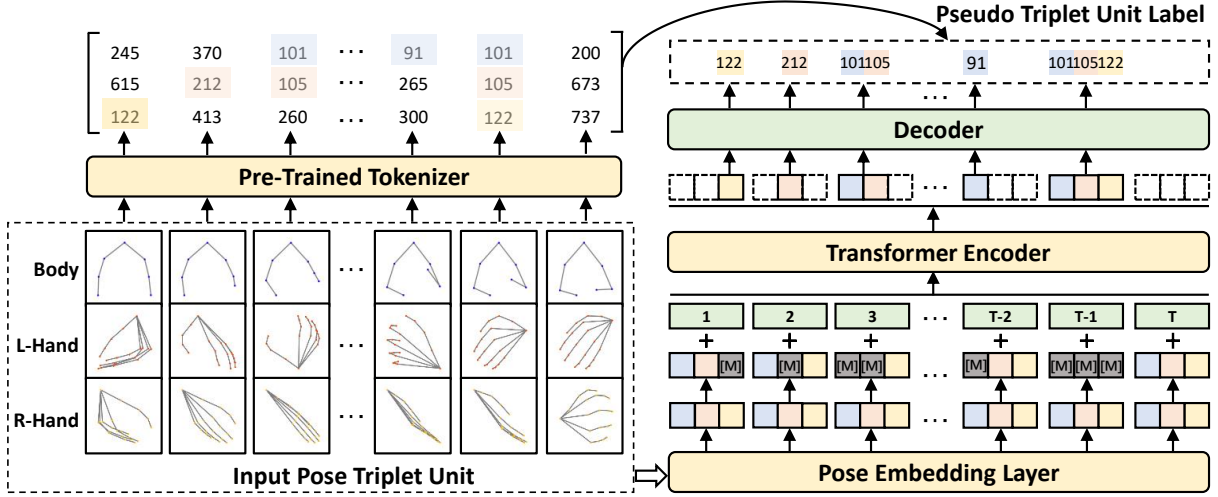 Pseudo Triplet Unit Label
245 370 101 ... 91 101 200
615 212 105 ... 265 105 673
122 413 260 ... 300 122 737
Pre-Trained Tokenizer
Body
...
L-Hand
...
R-Hand
...
Input Pose Triplet Unit
122 212 101 105 91 101 105 122
...
Decoder
...
Transformer Encoder
1 2 3 ... T-2 T-1 T
+ + + + + +
[M] [M] [M] [M] ... [M] [M] [M] [M]
...
Pose Embedding Layer